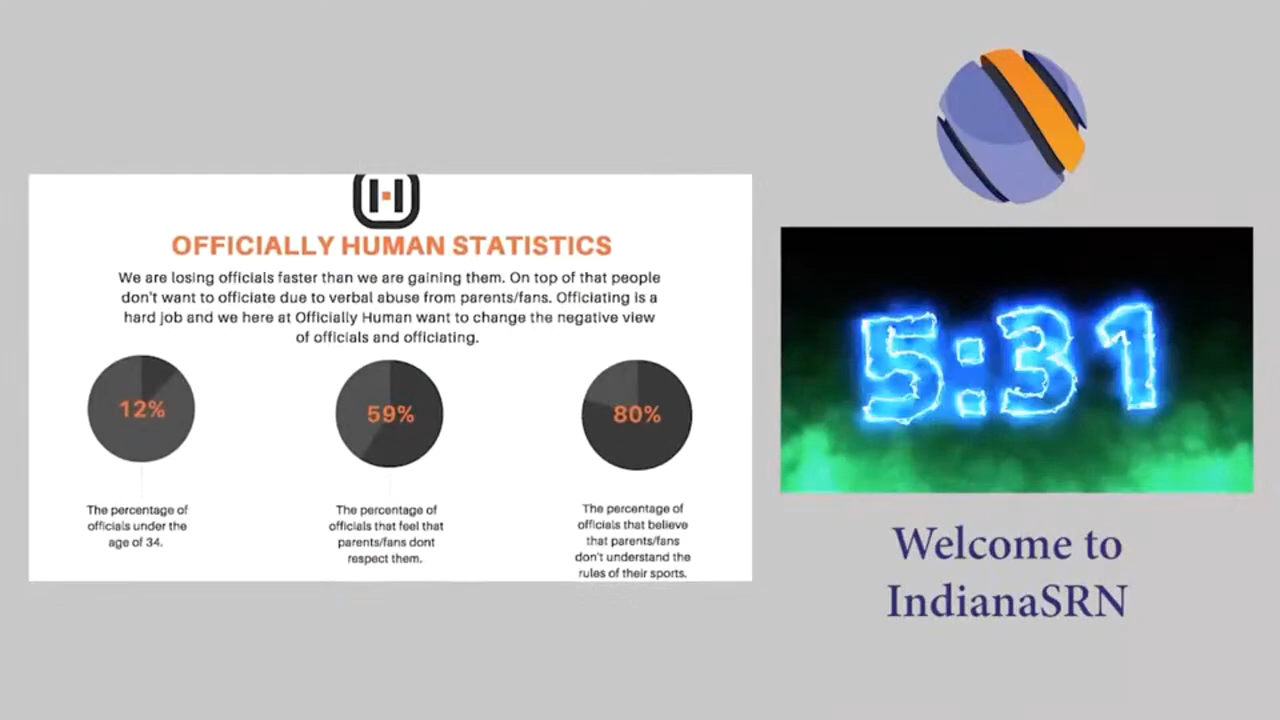 OFFICIALLY HUMAN STATISTICS
We are losing officials faster than we are gaining them. On top of that people
don't want to officiate due to verbal abuse from parents/fans. Officiating is a
hard job and we here at Officially Human want to change the negative view
of officials and officiating.
12%
The percentage of
officials under the
age of 34.
59%
The percentage of
officials that feel that
parents/fans dont
respect them.
80%
The percentage of
officials that believe
that parents/fans
don't understand the
rules of their sports.
5:31
Welcome to
IndianaSRN